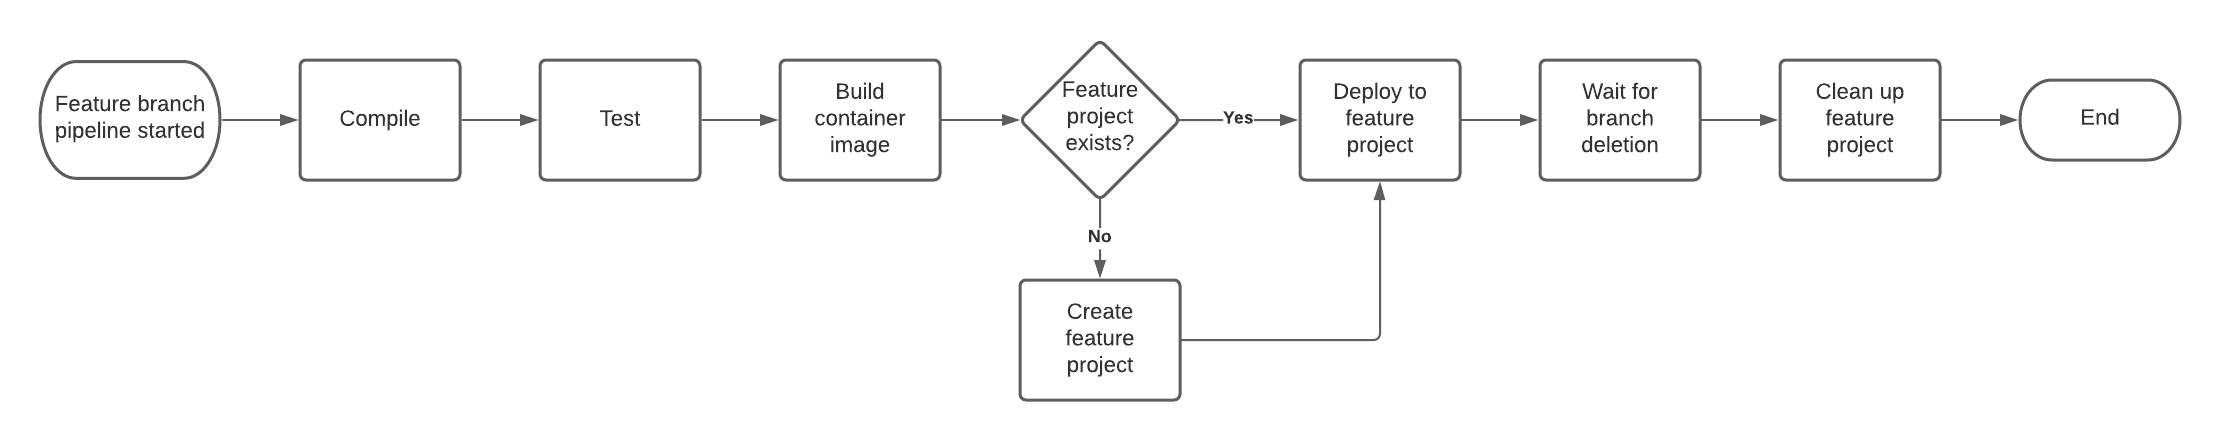 Feature branch
pipeline started
Compile
Test
Build
container
image
Feature
project
exists?
Yes
Deploy to
feature
project
Wait for
branch
deletion
Clean up
feature
project
End
No
Create
feature
project